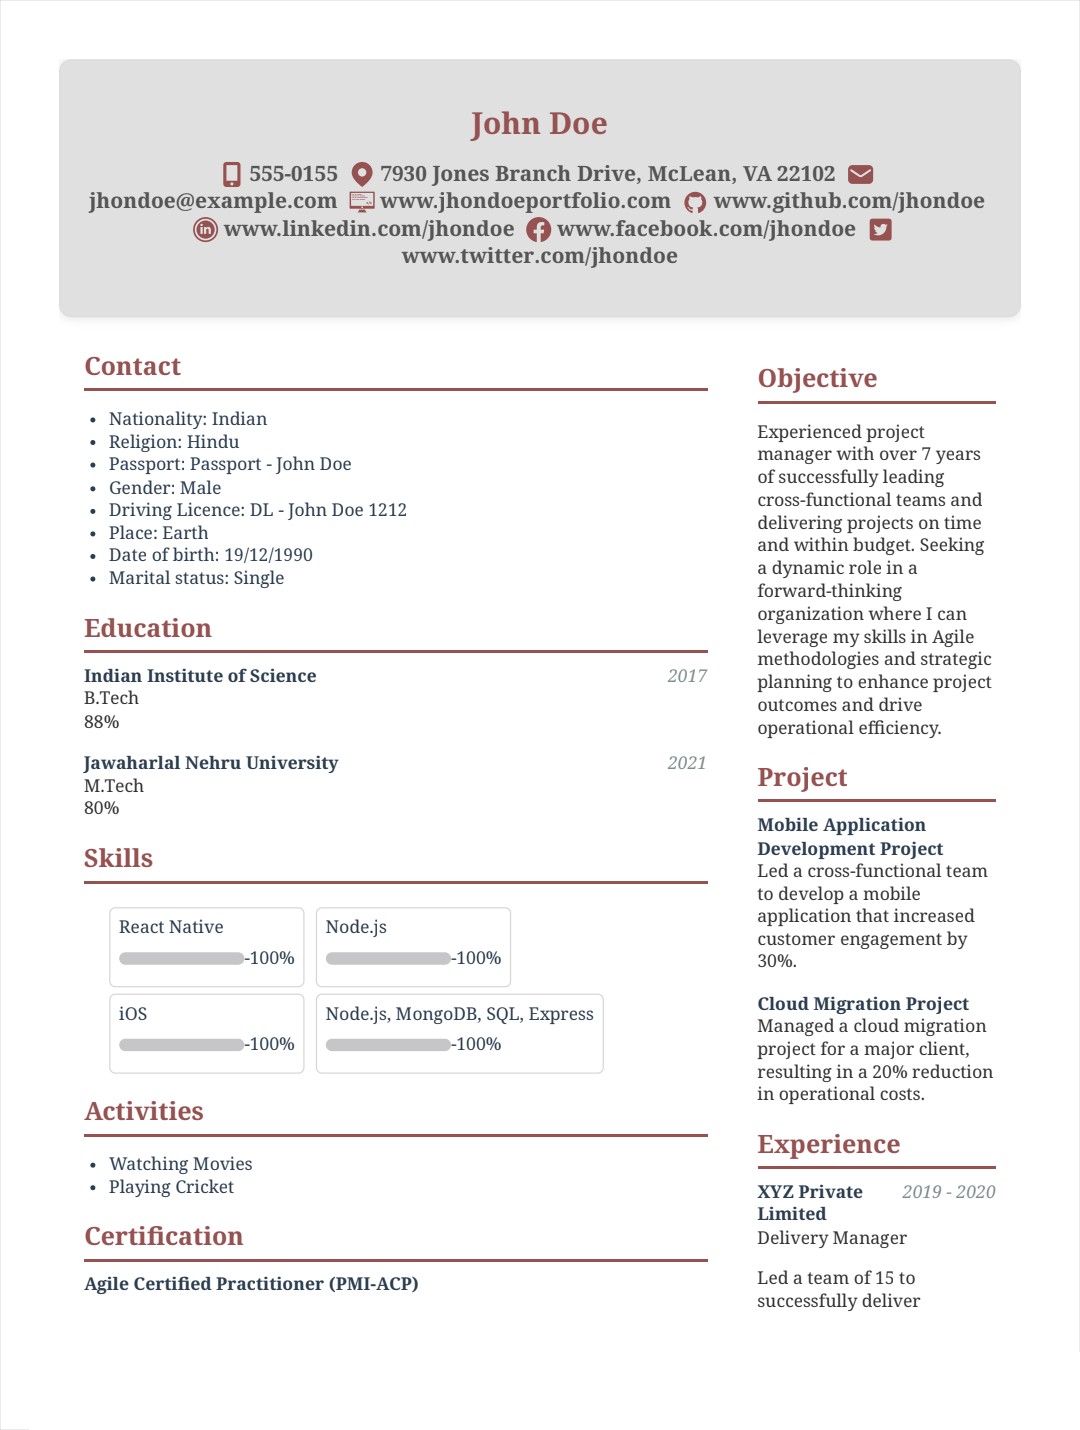 John Doe
555-0155 7930 Jones Branch Drive, McLean, VA 22102
jhondoe@example.com www.jhondoeportfolio.com www.github.com/jhondoe
www.linkedin.com/jhondoe www.facebook.com/jhondoe
www.twitter.com/jhondoe
Contact
• Nationality: Indian
• Religion: Hindu
• Passport: Passport - John Doe
• Gender: Male
• Driving Licence: DL - John Doe 1212
• Place: Earth
• Date of birth: 19/12/1990
• Marital status: Single
Education
Indian Institute of Science 2017
B.Tech
88%
Jawaharlal Nehru University 2021
M.Tech
80%
Skills
React Native
-100%
Node.js
-100%
iOS
-100%
Node.js, MongoDB, SQL, Express
-100%
Activities
• Watching Movies
• Playing Cricket
Certification
Agile Certified Practitioner (PMI-ACP)
Objective
Experienced project
manager with over 7 years
of successfully leading
cross-functional teams and
delivering projects on time
and within budget. Seeking
a dynamic role in a
forward-thinking
organization where I can
leverage my skills in Agile
methodologies and strategic
planning to enhance project
outcomes and drive
operational efficiency.
Project
Mobile Application
Development Project
Led a cross-functional team
to develop a mobile
application that increased
customer engagement by
30%.
Cloud Migration Project
Managed a cloud migration
project for a major client,
resulting in a 20% reduction
in operational costs.
Experience
XYZ Private 2019 - 2020
Limited
Delivery Manager
Led a team of 15 to
successfully deliver